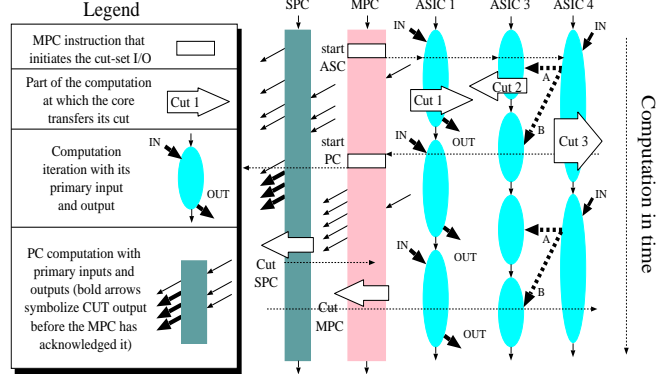 Legend
MPC instruction that
initiates the cut-set I/O
Part of the computation
at which the core
transfers its cut
Cut 1
Computation
iteration with its
primary input
and output
IN
OUT
PC computation with
primary inputs and
outputs (bold arrows
symbolize CUT output
before the MPC has
acknowledged it)
SPC
MPC
ASIC 1
ASIC 3
ASIC 4
start
ASC
IN
IN
A
Cut 1
Cut 2
B
Cut 3
start
PC
IN
OUT
IN
A
IN
OUT
Cut
SPC
B
Cut
MPC
OUT
Computation in time